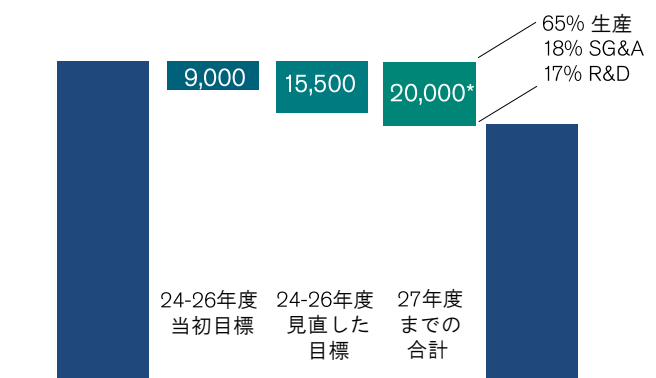 65% 生産
18% SG&A
17% R&D
9,000
15,500
20,000*
24-26年度
当初目標
24-26年度
見直した
目標
27年度
までの
合計